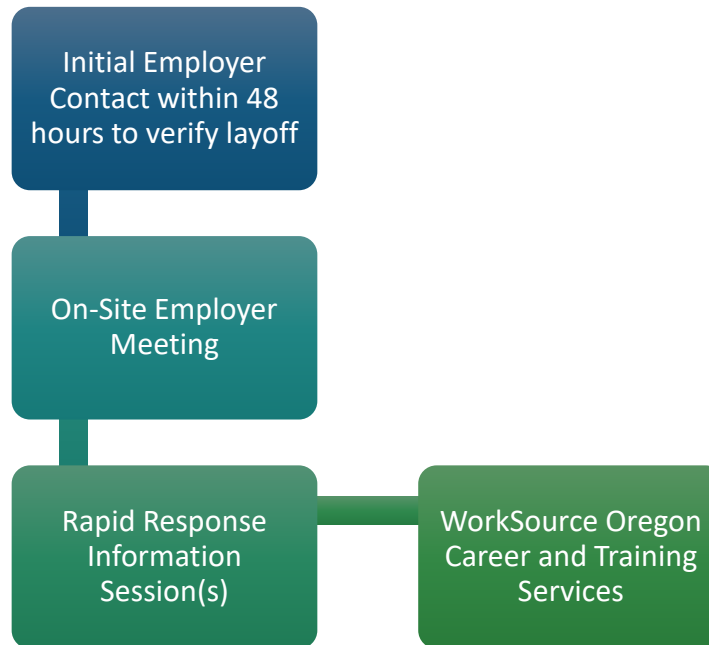 Initial Employer
Contact within 48
hours to verify layoff
On-Site Employer
Meeting
Rapid Response
Information
Session(s)
WorkSource Oregon
Career and Training
Services